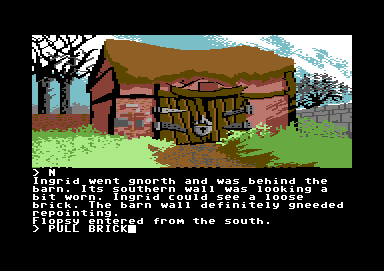 > N
Ingrid went gnorth and was behind the
barn. Its southern wall was looking a
bit worn. Ingrid could see a loose
brick. The barn wall definitely gneeded
repointing.
Flopsy entered from the south.
> PULL BRICK